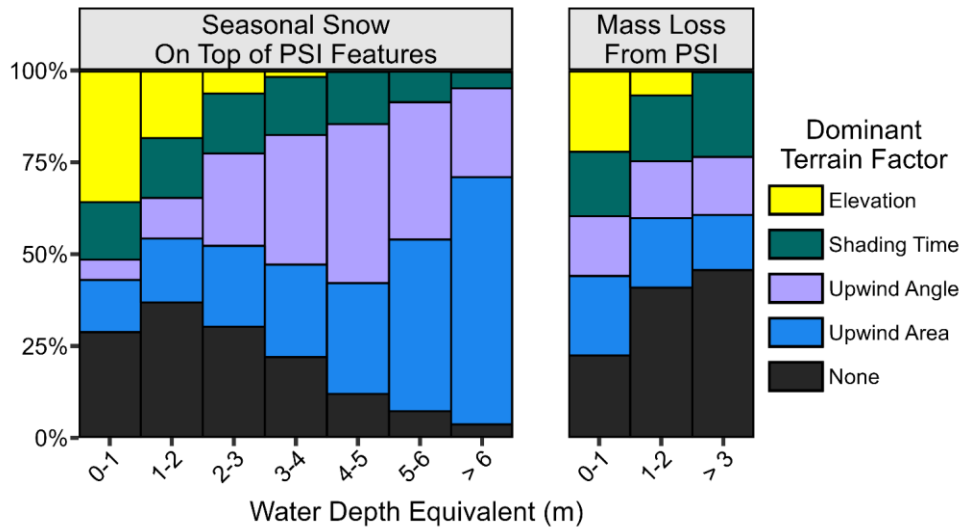 Seasonal Snow
On Top of PSI Features
Mass Loss
From PSI
100%
75%
50%
25%
0%
0-1
1-2
2-3
3-4
4-5
5-6
> 6
0-1
1-2
> 3
Water Depth Equivalent (m)
Dominant
Terrain Factor
Elevation
Shading Time
Upwind Angle
Upwind Area
None